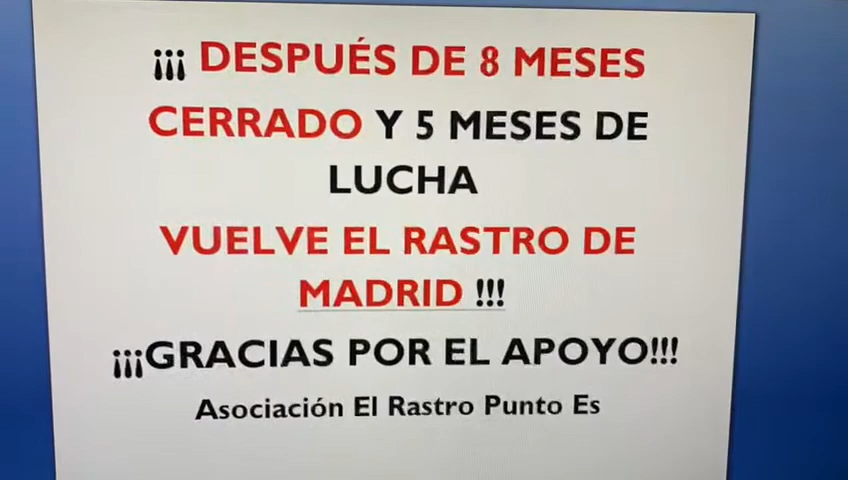 ¡¡¡ DESPUÉS DE 8 MESES
CERRADO Y 5 MESES DE
LUCHA
VUELVE EL RASTRO DE
MADRID !!!
¡¡¡GRACIAS POR EL APOYO!!!
Asociación El Rastro Punto Es